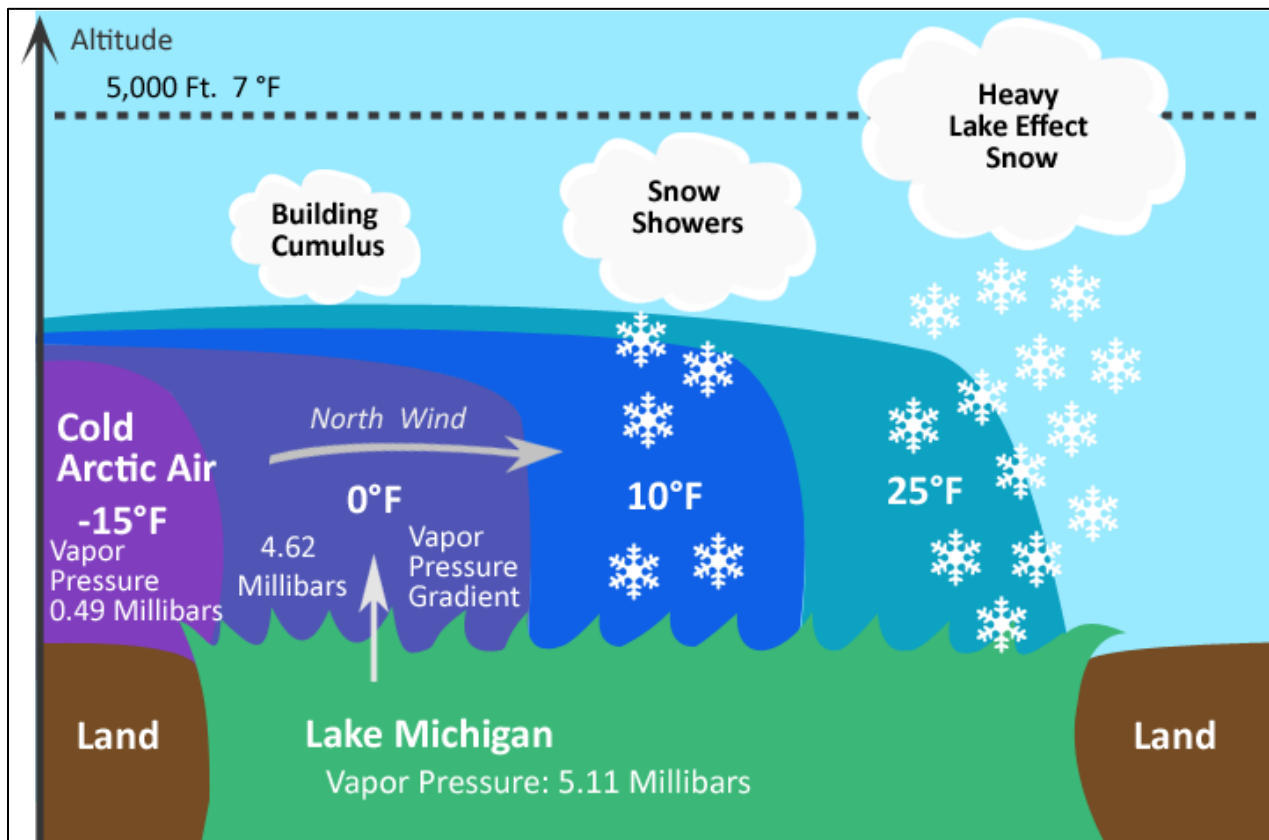 Altitude
5,000 Ft.  7 °F
Heavy
Lake Effect
Snow
Snow
Showers
Building
Cumulus
North Wind
Cold
Arctic Air
-15°F
Vapor
Pressure
0.49 Millibars
0°F
4.62
Millibars
Vapor
Pressure
Gradient
10°F
25°F
Land
Lake Michigan
Vapor Pressure: 5.11 Millibars
Land